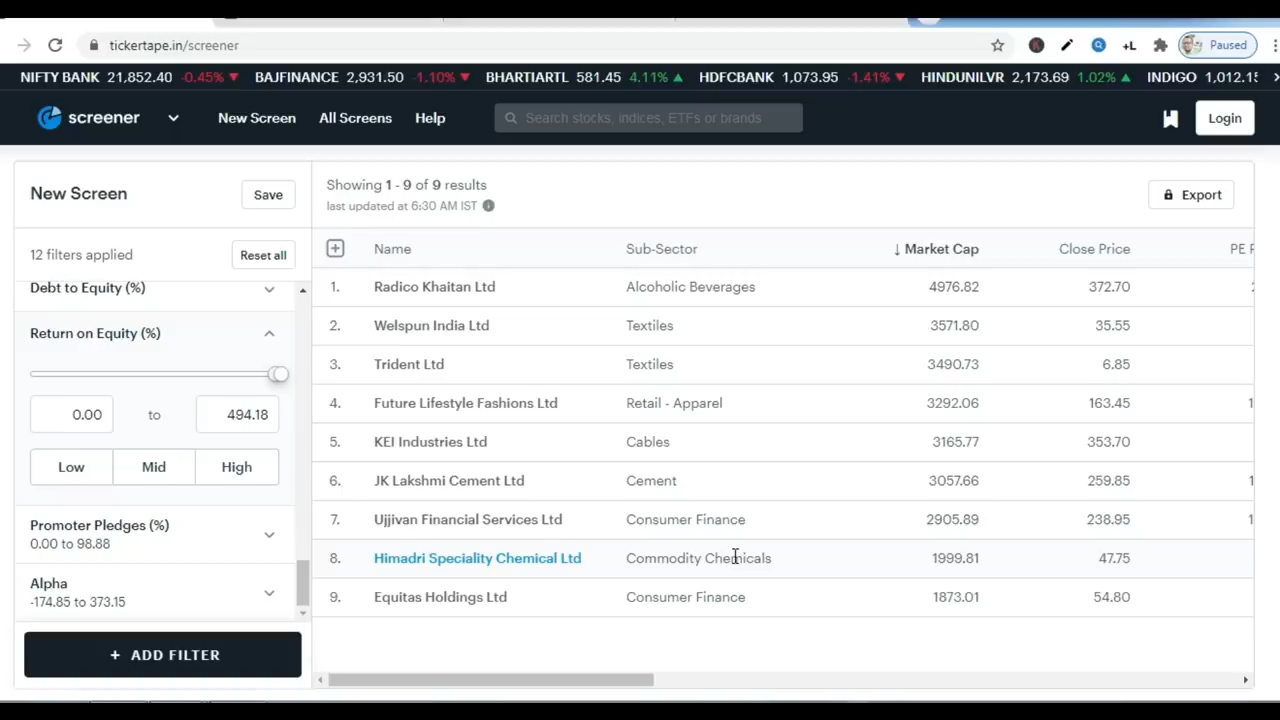 tickertape.in/screener
+L
Paused
NIFTY BANK 21,852.40 -0.45% ▼ BAJFINANCE 2,931.50 -1.10% ▼ BHARTIARTL 581.45 4.11% ▲ HDFCBANK 1,073.95 -1.41% ▼ HINDUNILVR 2,173.69 1.02% ▲ INDIGO 1,012.15
screener New Screen All Screens Help Search stocks, indices, ETFs or brands Login
New Screen Save
Showing 1 - 9 of 9 results
last updated at 6:30 AM IST
Export
12 filters applied Reset all
Name Sub-Sector ↓ Market Cap Close Price PE
Debt to Equity (%)
Return on Equity (%)
0.00 to 494.18
Low Mid High
Promoter Pledges (%)
0.00 to 98.88
Alpha
-174.85 to 373.15
+ ADD FILTER
1. Radico Khaitan Ltd Alcoholic Beverages 4976.82 372.70
2. Welspun India Ltd Textiles 3571.80 35.55
3. Trident Ltd Textiles 3490.73 6.85
4. Future Lifestyle Fashions Ltd Retail - Apparel 3292.06 163.45
5. KEI Industries Ltd Cables 3165.77 353.70
6. JK Lakshmi Cement Ltd Cement 3057.66 259.85
7. Ujjivan Financial Services Ltd Consumer Finance 2905.89 238.95
8. Himadri Speciality Chemical Ltd Commodity Chemicals 1999.81 47.75
9. Equitas Holdings Ltd Consumer Finance 1873.01 54.80